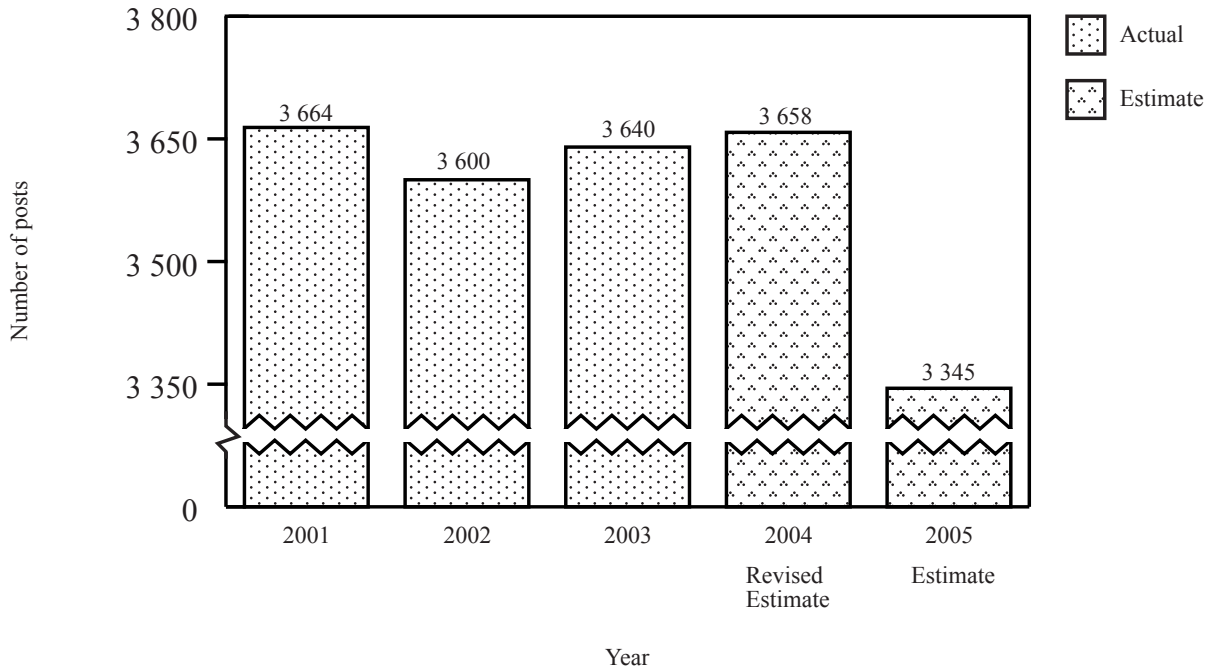 3 800
3 650
3 500
3 350
0
Number of posts
3 664
3 600
3 640
3 658
3 345
2001
2002
2003
2004
2005
Revised
Estimate
Estimate
Year
Actual
Estimate